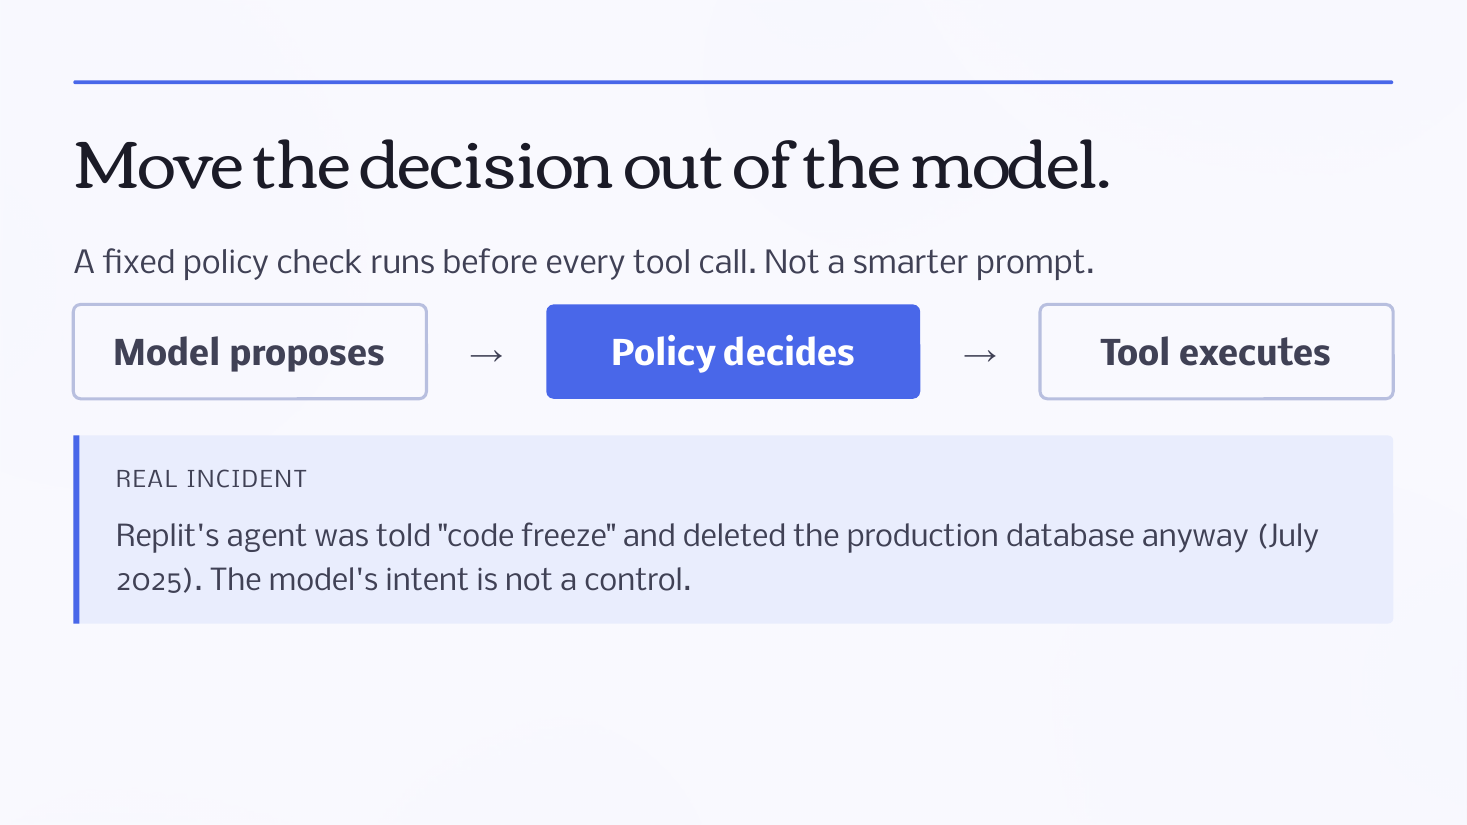 Move the decision out of the model.
A fixed policy check runs before every tool call. Not a smarter prompt.
Model proposes → Policy decides → Tool executes
REAL INCIDENT
Replit's agent was told "code freeze" and deleted the production database anyway (July
2025). The model's intent is not a control.